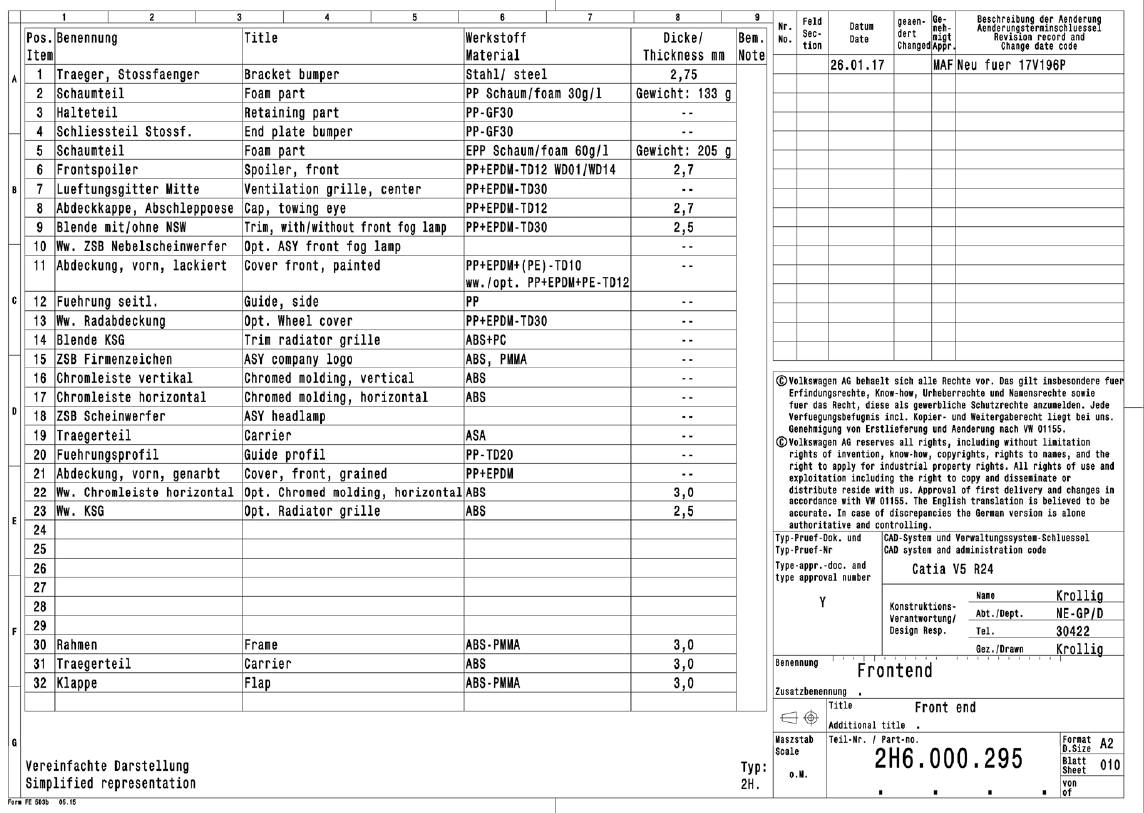 1 2 3 4 5 6 7 8 9
Pos. Benennung Title Werkstoff Dicke/ Bem.
Item Material Thickness mm Note
1 Traeger, Stossfaenger Bracket bumper Stahl/ steel 2,75
2 Schaumteil Foam part PP Schaum/foam 30g/l Gewicht: 133 g
3 Halteteil Retaining part PP-GF30 --
4 Schliessteil Stossf. End plate bumper PP-GF30 --
5 Schaumteil Foam part EPP Schaum/foam 60g/l Gewicht: 205 g
6 Frontspoiler Spoiler, front PP+EPDM-TD12 WD01/WD14 2,7
7 Lueftungsgitter Mitte Ventilation grille, center PP+EPDM-TD30 --
8 Abdeckkappe, Abschleppoese Cap, towing eye PP+EPDM-TD12 2,7
9 Blende mit/ohne NSW Trim, with/without front fog lamp PP+EPDM-TD30 2,5
10 Ww. ZSB Nebelscheinwerfer Opt. ASY front fog lamp --
11 Abdeckung, vorn, lackiert Cover front, painted PP+EPDM+(PE)-TD10 --
ww./opt. PP+EPDM+PE-TD12
12 Fuehrung seitl. Guide, side PP --
13 Ww. Radabdeckung Opt. Wheel cover PP+EPDM-TD30 --
14 Blende KSG Trim radiator grille ABS+PC --
15 ZSB Firmenzeichen ASY company logo ABS, PMMA --
16 Chromleiste vertikal Chromed molding, vertical ABS --
17 Chromleiste horizontal Chromed molding, horizontal ABS --
18 ZSB Scheinwerfer ASY headlamp --
19 Traegerteil Carrier ASA --
20 Fuehrungsprofil Guide profil PP-TD20 --
21 Abdeckung, vorn, genarbt Cover, front, grained PP+EPDM --
22 Ww. Chromleiste horizontal Opt. Chromed molding, horizontal ABS 3,0
23 Ww. KSG Opt. Radiator grille ABS 2,5
24
25
26
27
28
29
30 Rahmen Frame ABS-PMMA 3,0
31 Traegerteil Carrier ABS 3,0
32 Klappe Flap ABS-PMMA 3,0
A
B
C
D
E
F
G
Vereinfachte Darstellung
Simplified representation
Typ:
2H.
Form FE 503b 05.15
Nr.
No.
Feld
Sec-
tion
Datum
Date
geaen-
dert
Changed
Ge-
neh-
migt
Appr.
Beschreibung der Aenderung
Aenderungsterminschluessel
Revision record and
Change date code
26.01.17 MAF Neu fuer 17V196P
© Volkswagen AG behaelt sich alle Rechte vor. Das gilt insbesondere fuer
Erfindungsrechte, Know-how, Urheberrechte und Namensrechte sowie
fuer das Recht, diese als gewerbliche Schutzrechte anzumelden. Jede
Verfuegungsbefugnis incl. Kopier- und Weitergaberecht liegt bei uns.
Genehmigung von Erstlieferung und Aenderung nach VW 01155.
© Volkswagen AG reserves all rights, including without limitation
rights of invention, know-how, copyrights, rights to names, and the
right to apply for industrial property rights. All rights of use and
exploitation including the right to copy and disseminate or
distribute reside with us. Approval of first delivery and changes in
accordance with VW 01155. The English translation is believed to be
accurate. In case of discrepancies the German version is alone
authoritative and controlling.
Typ-Pruef-Dok. und
Typ-Pruef-Nr
Type-appr.-doc. and
type approval number
Y
CAD-System und Verwaltungssystem-Schluessel
CAD system and administration code
Catia V5 R24
Konstruktions-
Verantwortung/
Design Resp.
Name Krollig
Abt./Dept. NE-GP/D
Tel. 30422
Gez./Drawn Krollig
Benennung
Frontend
Zusatzbenennung .
Title Front end
Additional title .
Maszstab
Scale
o.M.
Teil-Nr. / Part-no.
2H6.000.295
. . . .
Format
D.Size
A2
Blatt
Sheet
010
von
of